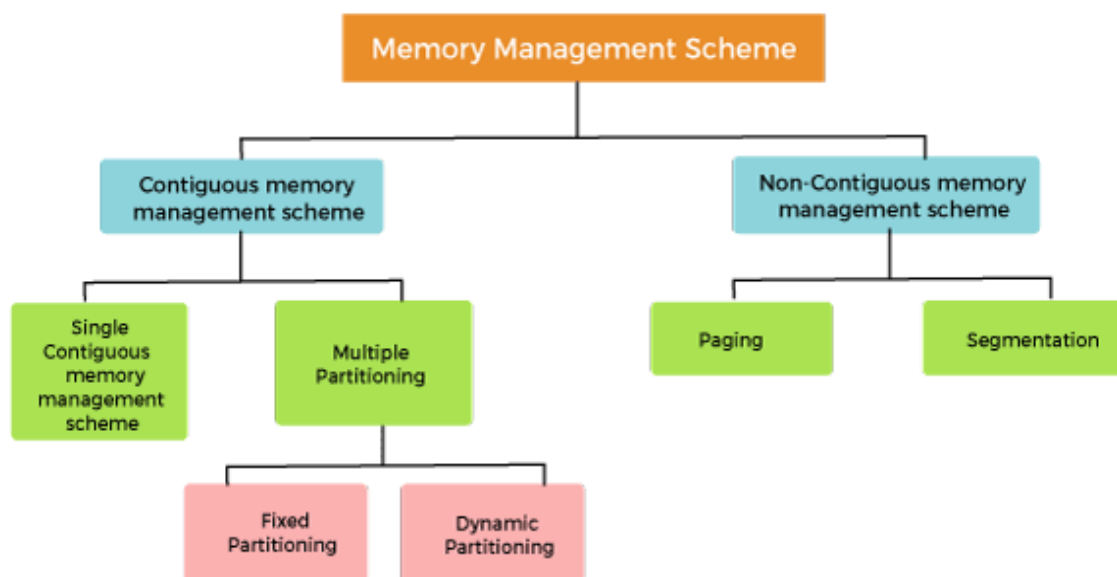 Memory Management Scheme
Contiguous memory
management scheme
Non-Contiguous memory
management scheme
Single
Contiguous
memory
management
scheme
Multiple
Partitioning
Paging
Segmentation
Fixed
Partitioning
Dynamic
Partitioning